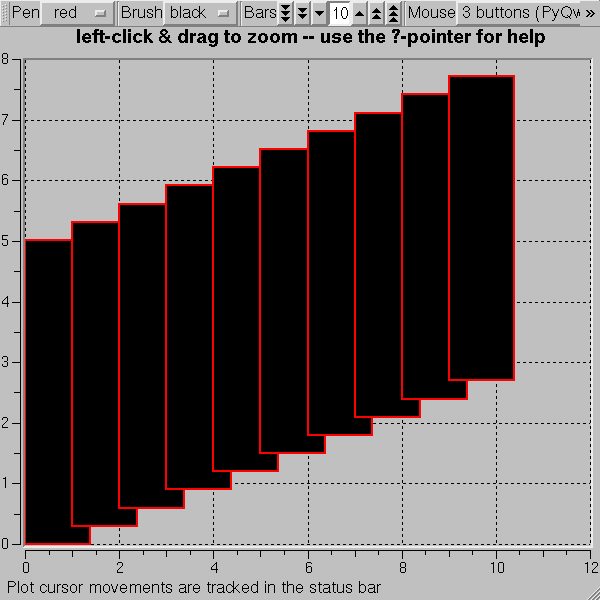 Pen red Brush black Bars 10 Mouse 3 buttons (PyQw »
left-click & drag to zoom -- use the ?-pointer for help
8
7
6
5
4
3
2
1
0
0 2 4 6 8 10 12
Plot cursor movements are tracked in the status bar